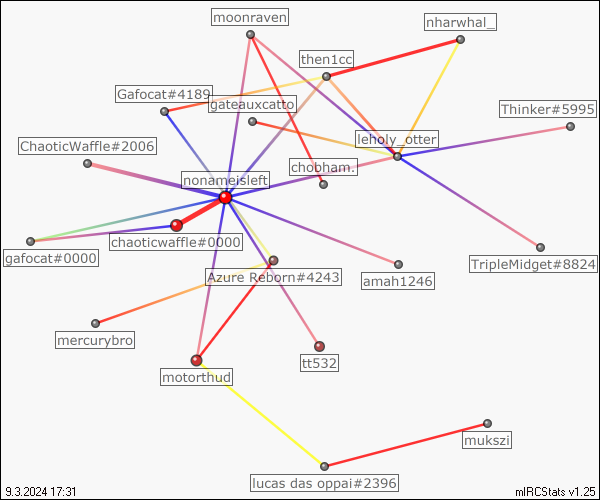 moonraven
nharwhal_
then1cc
Gafocat#4189
gateauxcatto
Thinker#5995
leholy_otter
ChaoticWaffle#2006
chobham.
nonameisleft
chaoticwaffle#0000
gafocat#0000
TripleMidget#8824
Azure Reborn#4243
amah1246
mercurybro
tt532
motorthud
mukszi
lucas das oppai#2396
9.3.2024 17:31
mIRCStats v1.25